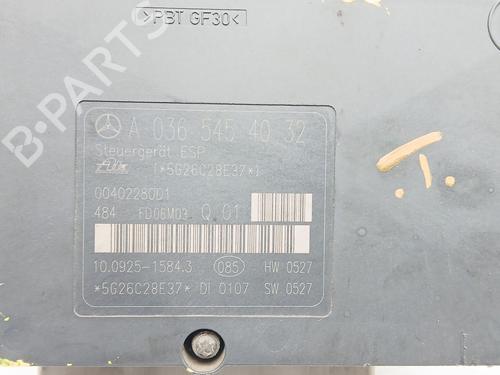 >PBT GF30<
B-Parts
A 036 545 40 32
Steuergerät ESP
Ate (*5G26C28E37*)
00402280D1
484 FD06M03 Q 01
10.0925-1584.3 085 HW 0527
*5G26C28E37* DI 0107 SW 0527
T.